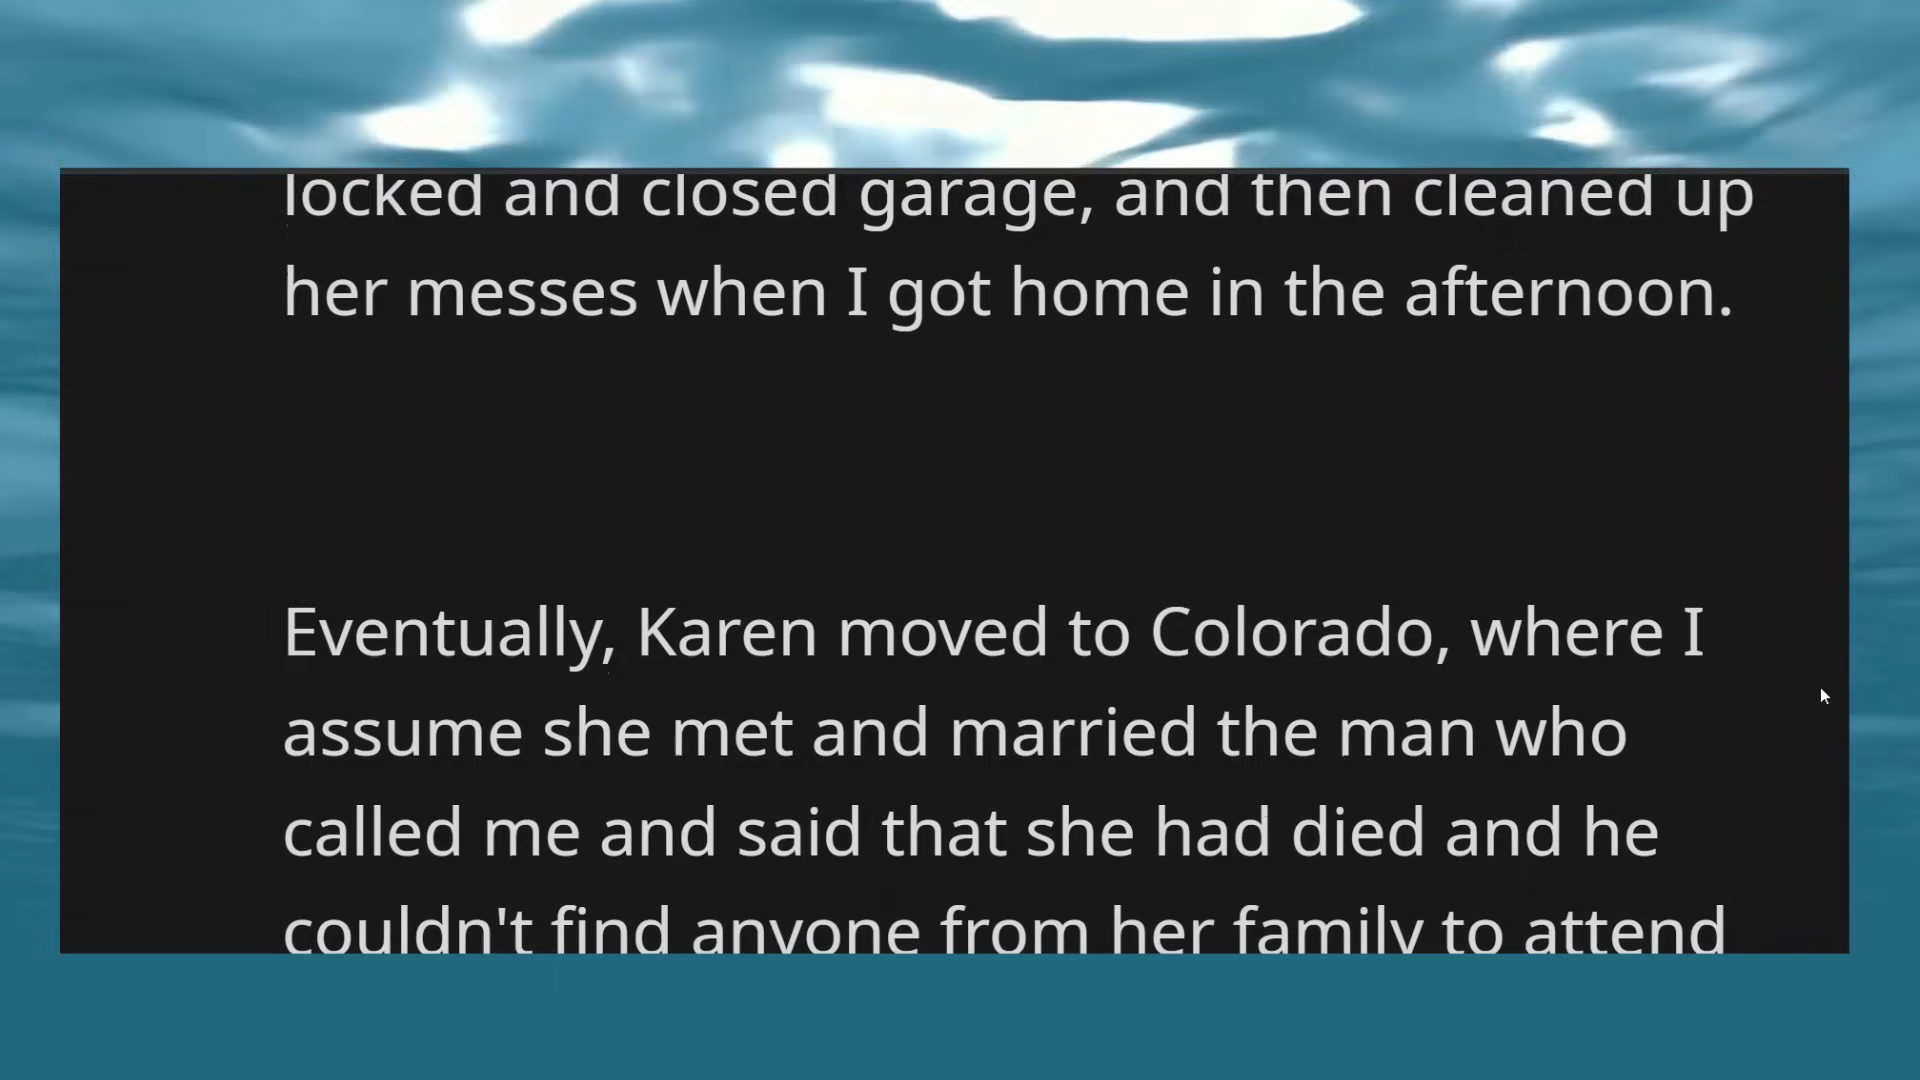 locked and closed garage, and then cleaned up
her messes when I got home in the afternoon.
Eventually, Karen moved to Colorado, where I
assume she met and married the man who
called me and said that she had died and he
couldn't find anyone from her family to attend